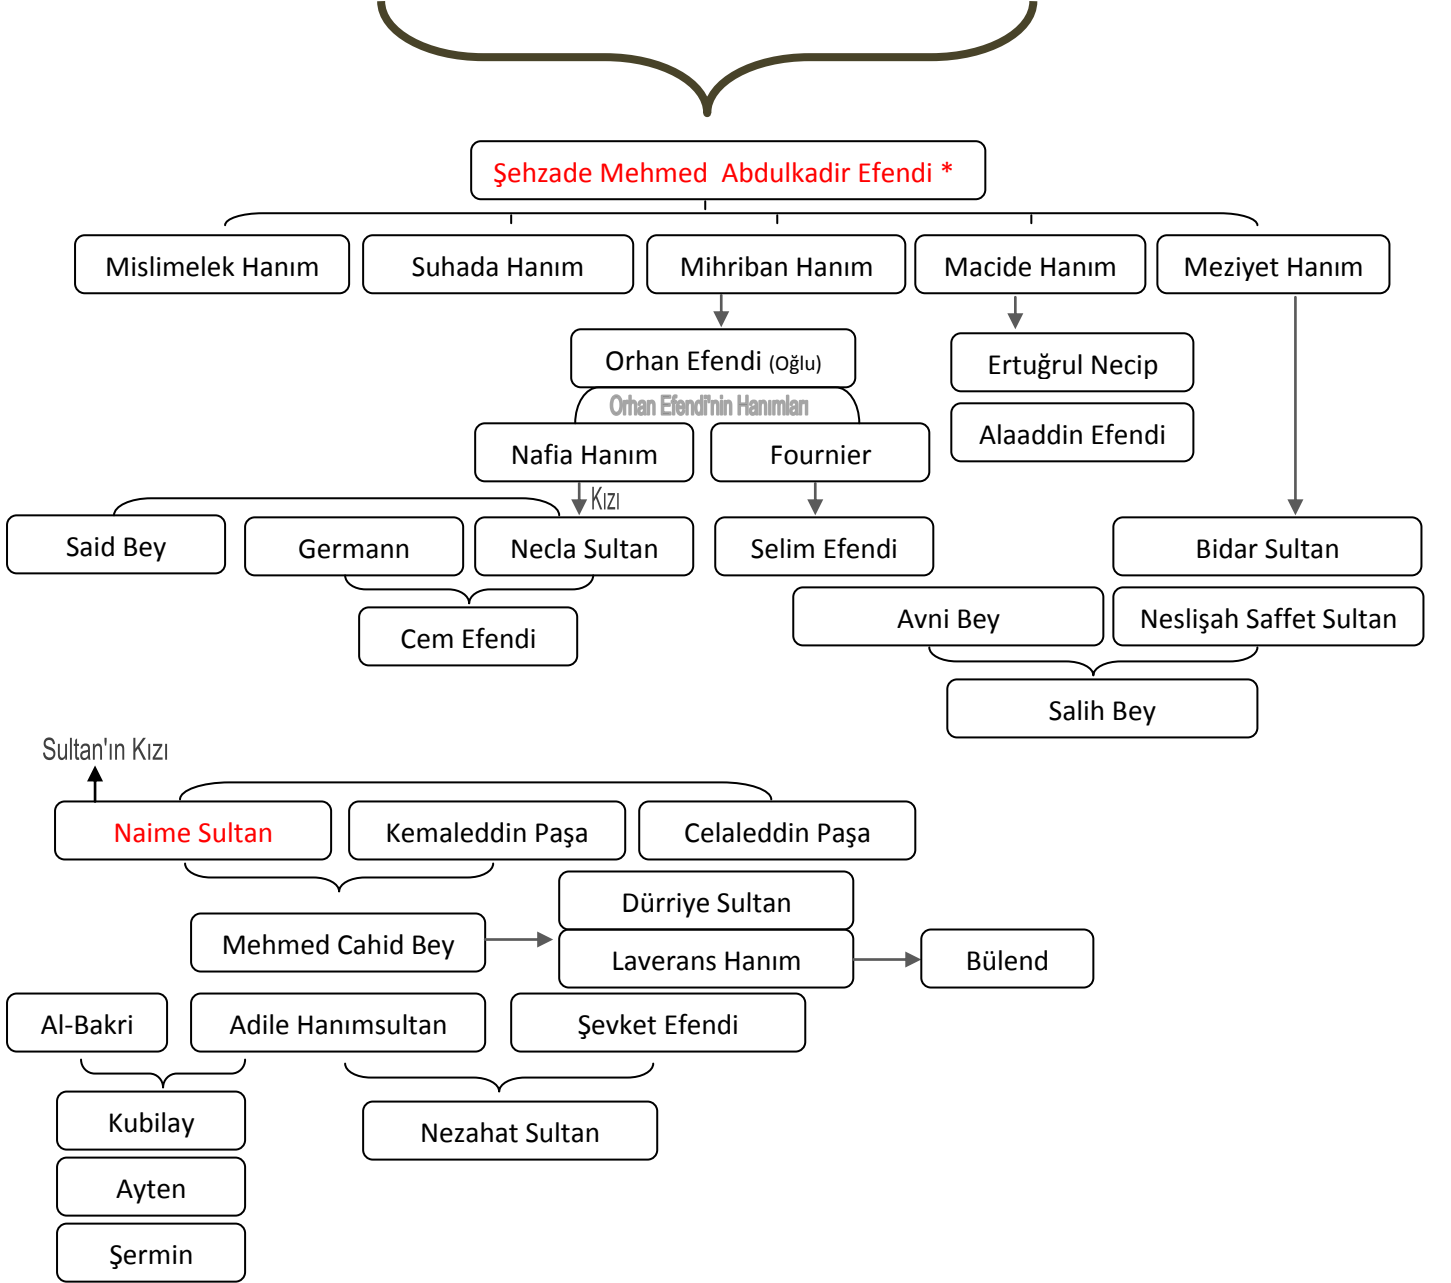 Şehzade Mehmed  Abdulkadir Efendi *
Mislimelek Hanım
Suhada Hanım
Mihriban Hanım
Macide Hanım
Meziyet Hanım
Orhan Efendi (Oğlu)
Ertuğrul Necip
Orhan Efendi'nin Hanımları
Alaaddin Efendi
Nafia Hanım
Fournier
Kızı
Said Bey
Germann
Necla Sultan
Selim Efendi
Bidar Sultan
Cem Efendi
Avni Bey
Neslişah Saffet Sultan
Salih Bey
Sultan'ın Kızı
Naime Sultan
Kemaleddin Paşa
Celaleddin Paşa
Dürriye Sultan
Mehmed Cahid Bey
Laverans Hanım
Bülend
Al-Bakri
Adile Hanımsultan
Şevket Efendi
Kubilay
Nezahat Sultan
Ayten
Şermin